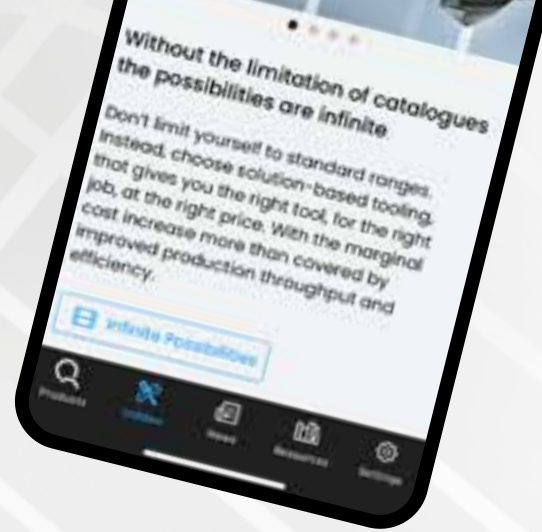 Without the limitation of catalogues
the possibilities are infinite
Don't limit yourself to standard ranges.
Instead, choose solution-based tooling,
that gives you the right tool, for the right
job, at the right price. With the marginal
cost increase more than covered by
improved production throughput and
efficiency.
Infinite Possibilities
Products
News
Resources
Settings